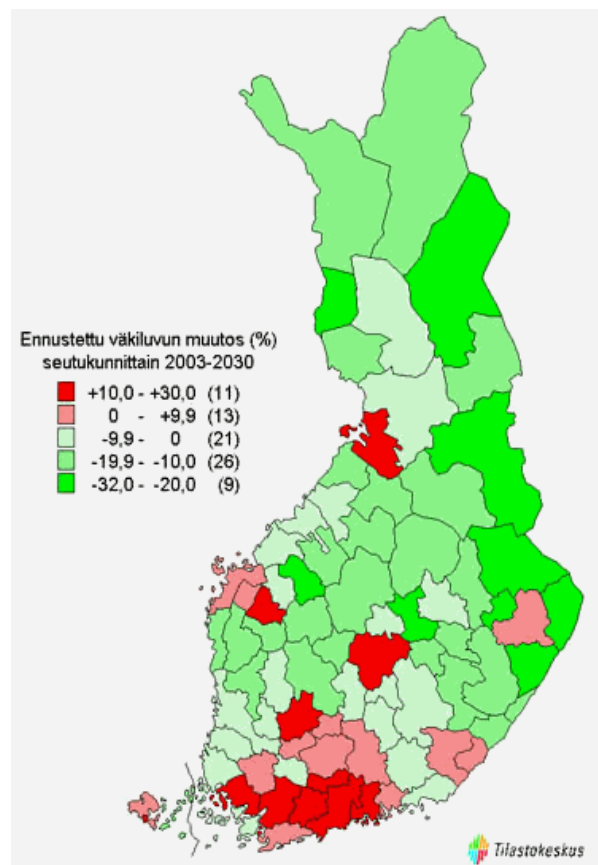 Ennustettu väkiluvun muutos (%)
seutukunnittain 2003-2030
+10,0 - +30,0 (11)
0 - +9,9 (13)
-9,9 - 0 (21)
-19,9 - -10,0 (26)
-32,0 - -20,0 (9)
Tilastokeskus